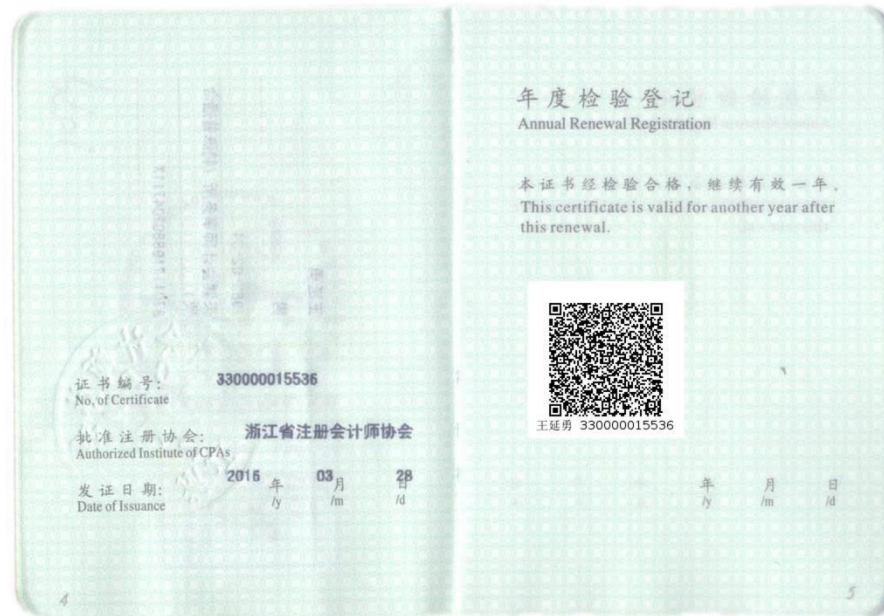 证书编号: 330000015536
No. of Certificate
批准注册协会: 浙江省注册会计师协会
Authorized Institute of CPAs
发证日期: 2016 年 03 月 28 日
Date of Issuance /y /m /d
4
年度检验登记
Annual Renewal Registration
本证书经检验合格，继续有效一年。
This certificate is valid for another year after
this renewal.
王延勇 330000015536
年 月 日
/y /m /d
5